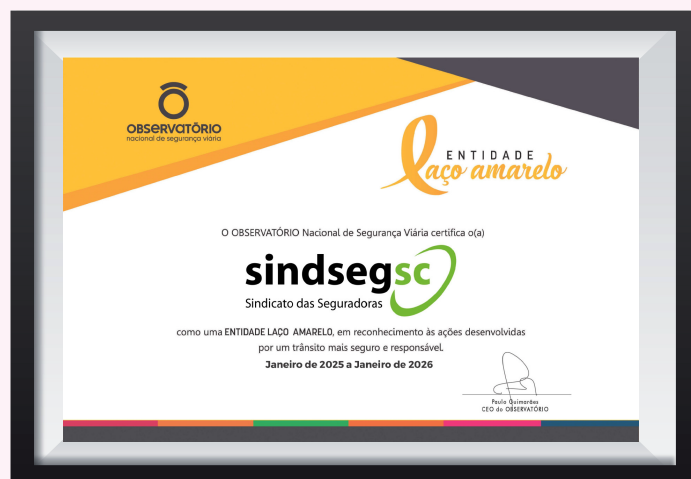 OBSERVATÓRIO
nacional de segurança viária
ENTIDADE
laço amarelo
O OBSERVATÓRIO Nacional de Segurança Viária certifica o(a)
sindsegsc
Sindicato das Seguradoras
como uma ENTIDADE LAÇO AMARELO, em reconhecimento às ações desenvolvidas
por um trânsito mais seguro e responsável.
Janeiro de 2025 a Janeiro de 2026
Paulo Guimarães
CEO do OBSERVATÓRIO